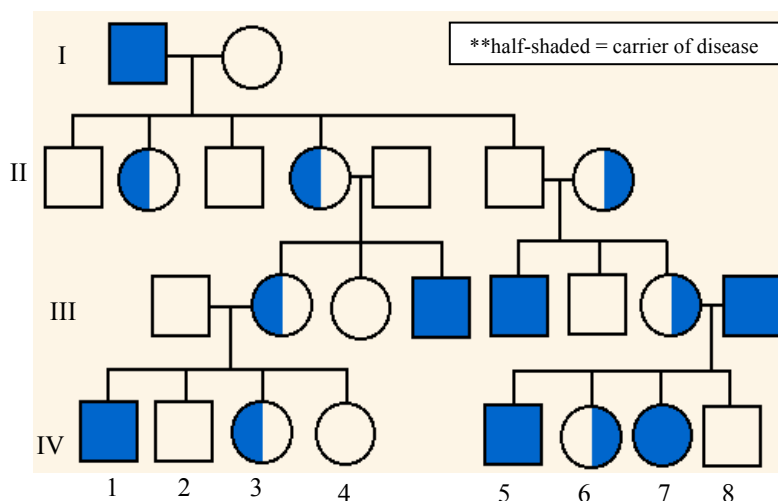 **half-shaded = carrier of disease
I
II
III
IV
1 2 3 4 5 6 7 8